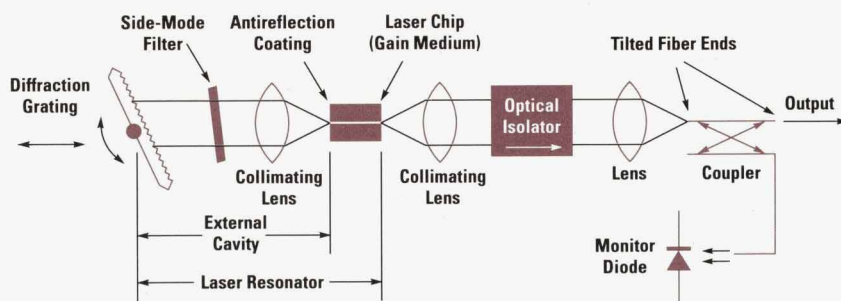 Side-Mode
Filter
Antireflection
Coating
Laser Chip
(Gain Medium)
Tilted Fiber Ends
Diffraction
Grating
Optical
Isolator
Output
Collimating
Lens
Collimating
Lens
Lens
Coupler
External
Cavity
Monitor
Diode
Laser Resonator